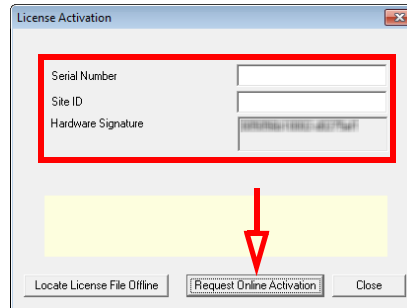 License Activation
Serial Number
Site ID
Hardware Signature
Locate License File Offline
Request Online Activation
Close